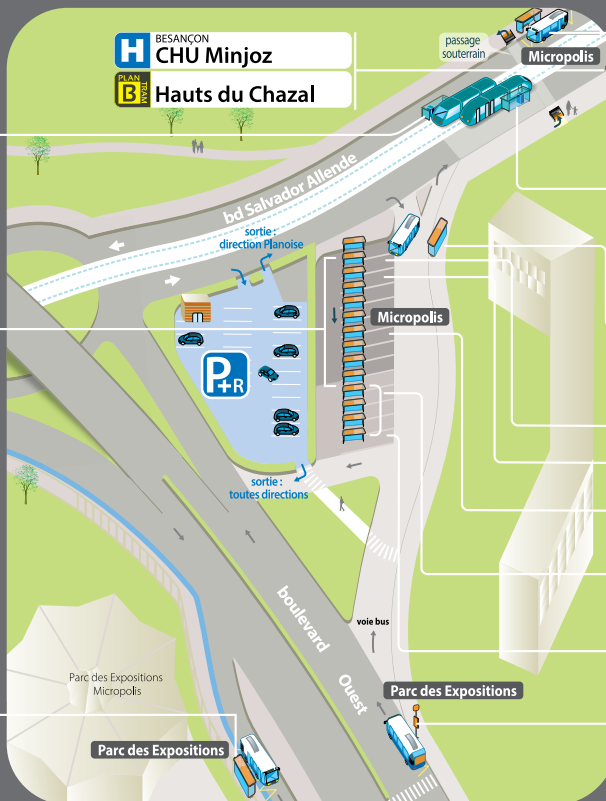 H BESANÇON
CHU Minjoz
PLAN B TRAM Hauts du Chazal
passage
souterrain
Micropolis
bd Salvador Allende
sortie :
direction Planoise
Micropolis
P+R
sortie :
toutes directions
boulevard
Ouest
voie bus
Parc des Expositions
Micropolis
Parc des Expositions
Parc des Expositions